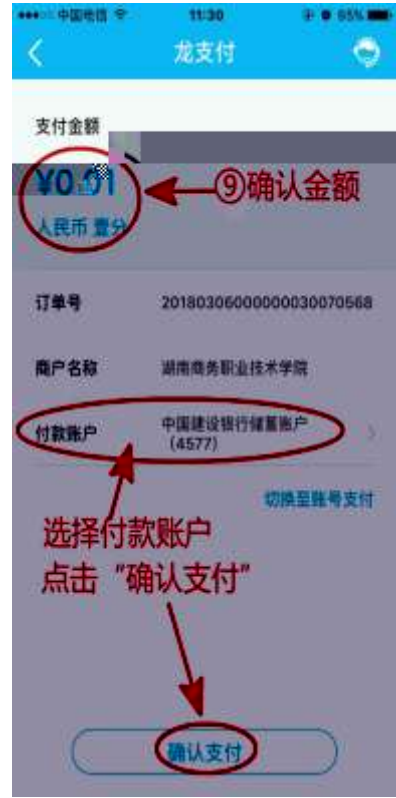 中国电信 11:30 65%
龙支付
支付金额
¥0.01
⑨确认金额
人民币 壹分
订单号 20180306000000030070568
商户名称 湖南商务职业技术学院
付款账户 中国建设银行储蓄账户
(4577)
切换至账号支付
选择付款账户
点击“确认支付”
确认支付